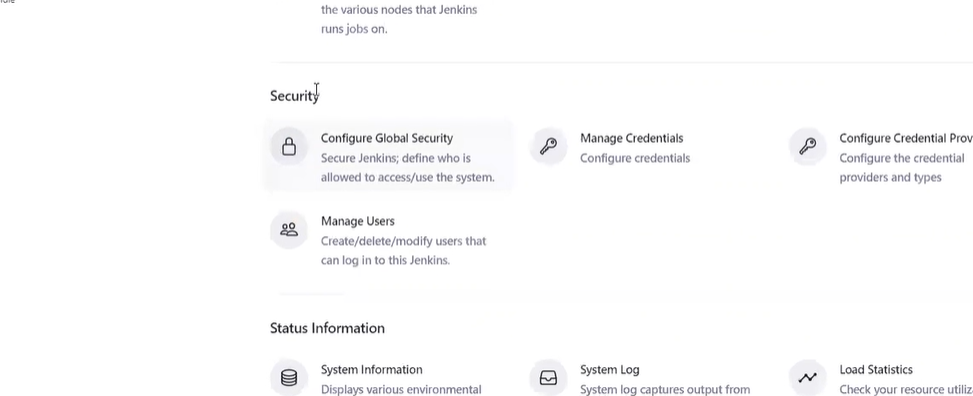 the various nodes that Jenkins
runs jobs on.
Security
Configure Global Security
Secure Jenkins; define who is
allowed to access/use the system.
Manage Credentials
Configure credentials
Configure Credential Prov
Configure the credential
providers and types
Manage Users
Create/delete/modify users that
can log in to this Jenkins.
Status Information
System Information
Displays various environmental
System Log
System log captures output from
Load Statistics
Check your resource utiliz